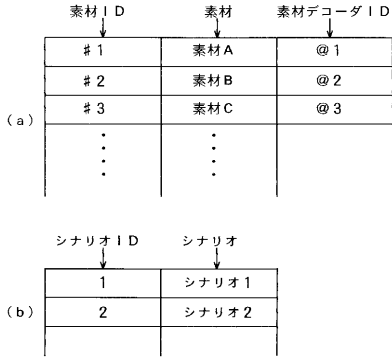 素材ID 素材 素材デコーダID
♯1 素材A @1
♯2 素材B @2
(a) ♯3 素材C @3
シナリオID シナリオ
1 シナリオ1
(b) 2 シナリオ2